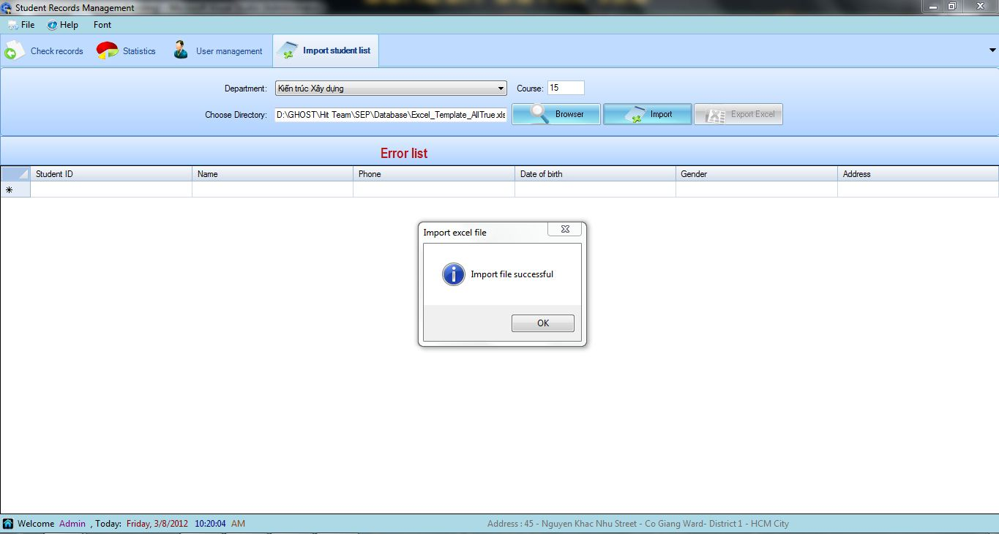 Student Records Management
File Help Font
Check records Statistics User management Import student list
Department: Kiến trúc Xây dựng Course: 15
Choose Directory: D:\GHOST\Hit Team\SEP\Database\Excel_Template_AllTrue.xls Browser Import Export Excel
Error list
Student ID Name Phone Date of birth Gender Address
Import excel file
Import file successful
OK
Welcome Admin , Today: Friday, 3/8/2012 10:20:04 AM Address : 45 - Nguyen Khac Nhu Street - Co Giang Ward- District 1 - HCM City